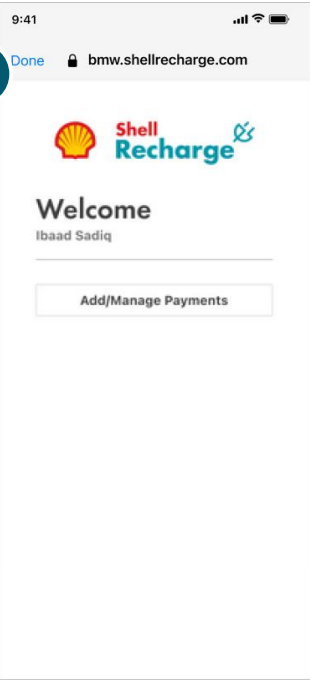 9:41
Done bmw.shellrecharge.com
Shell
Recharge
Welcome
Ibaad Sadiq
Add/Manage Payments